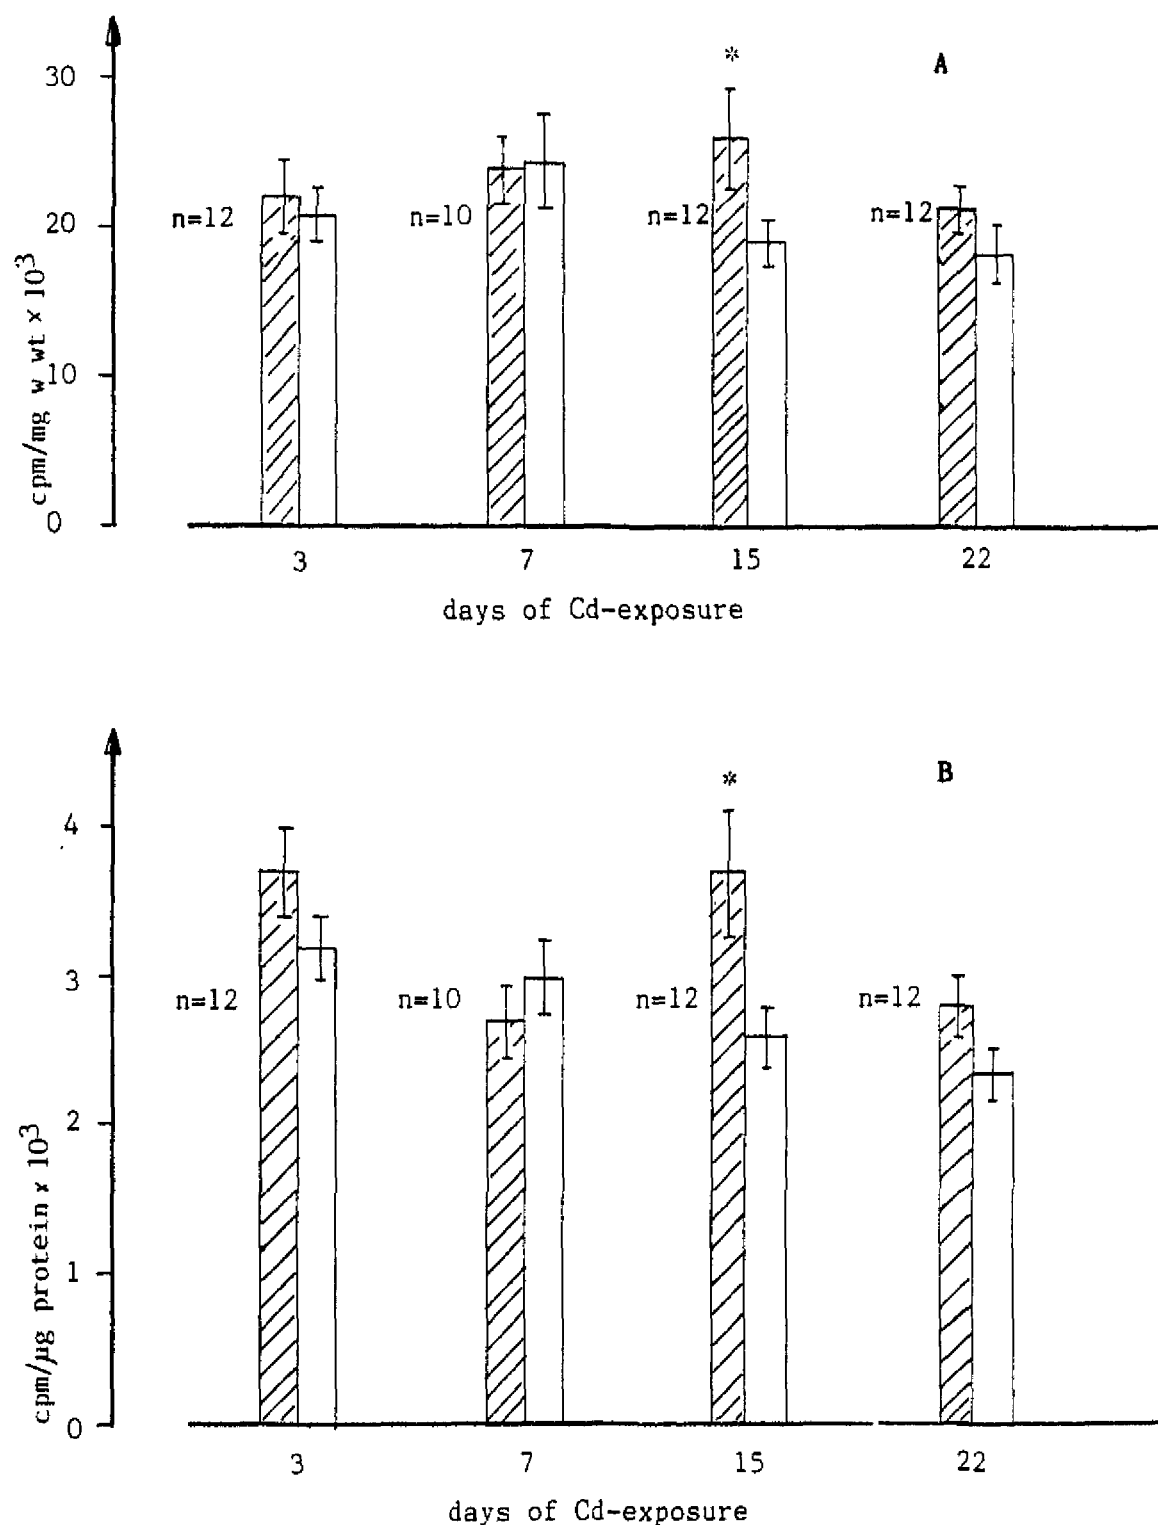 * A
30
n=12 n=10 n=12 n=12
20
10
0
cpm/mg w wt x 10³
3 7 15 22
days of Cd-exposure
* B
4
3
n=12 n=10 n=12 n=12
2
1
0
cpm/µg protein x 10³
3 7 15 22
days of Cd-exposure